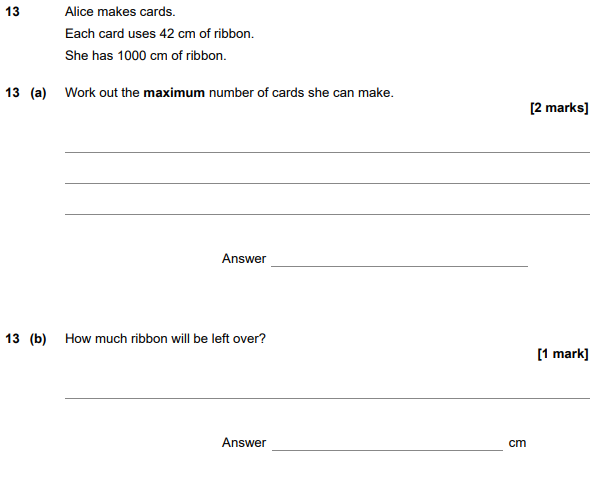 13 Alice makes cards.
Each card uses 42 cm of ribbon.
She has 1000 cm of ribbon.
13 (a) Work out the maximum number of cards she can make.
[2 marks]
Answer
13 (b) How much ribbon will be left over?
[1 mark]
Answer cm